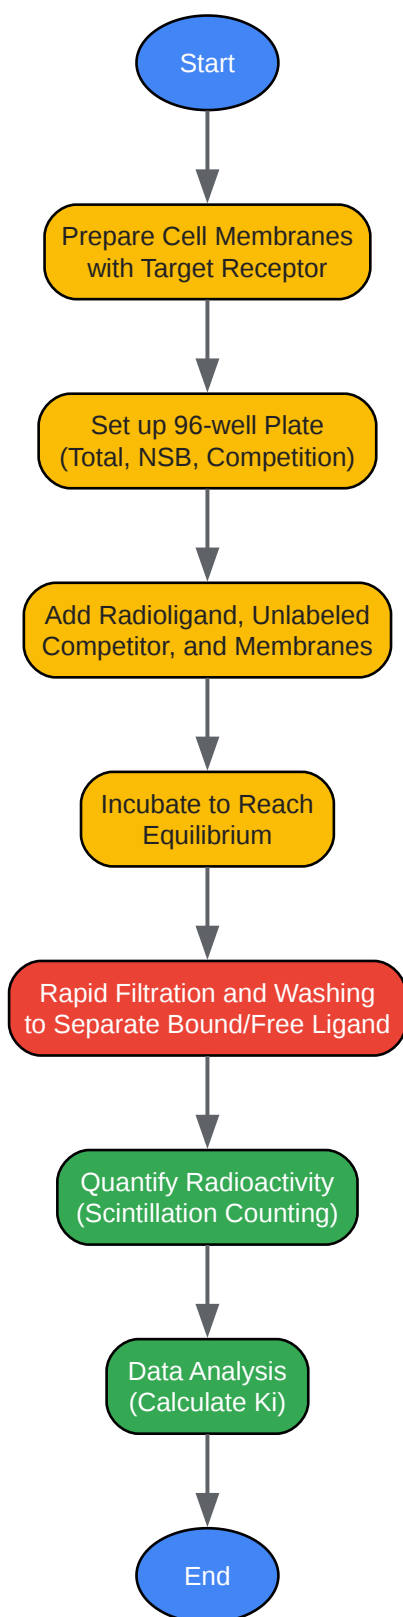 Start
Prepare Cell Membranes
with Target Receptor
Set up 96-well Plate
(Total, NSB, Competition)
Add Radioligand, Unlabeled
Competitor, and Membranes
Incubate to Reach
Equilibrium
Rapid Filtration and Washing
to Separate Bound/Free Ligand
Quantify Radioactivity
(Scintillation Counting)
Data Analysis
(Calculate Ki)
End